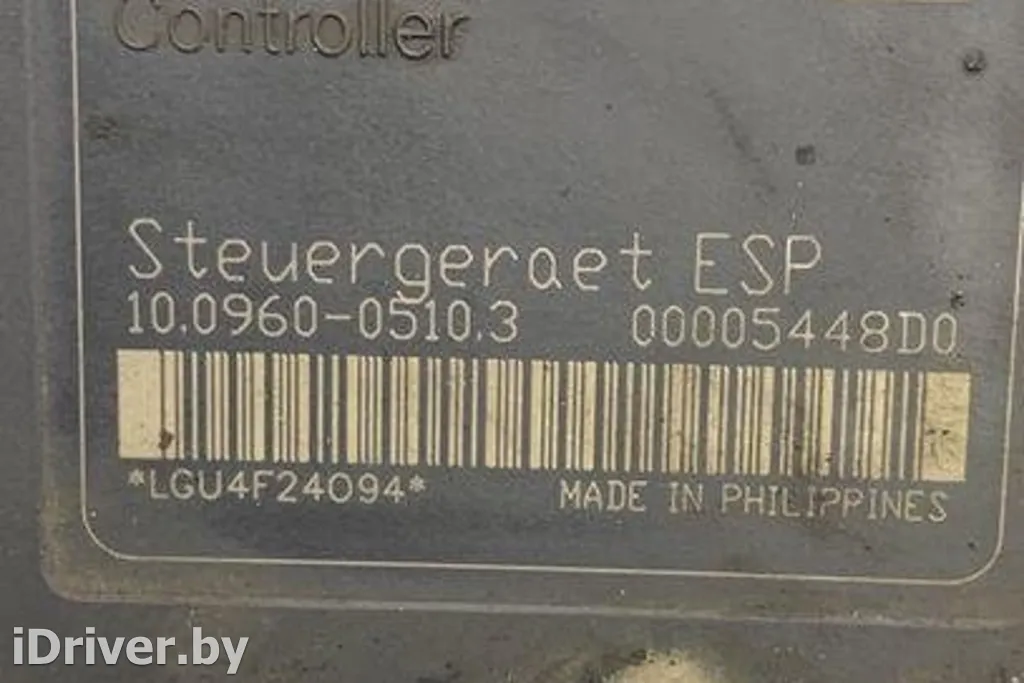 Controller
Steuergeraet ESP
10.0960-0510.3 00005448D0
*LGU4F24094*
MADE IN PHILIPPINES
iDriver.by